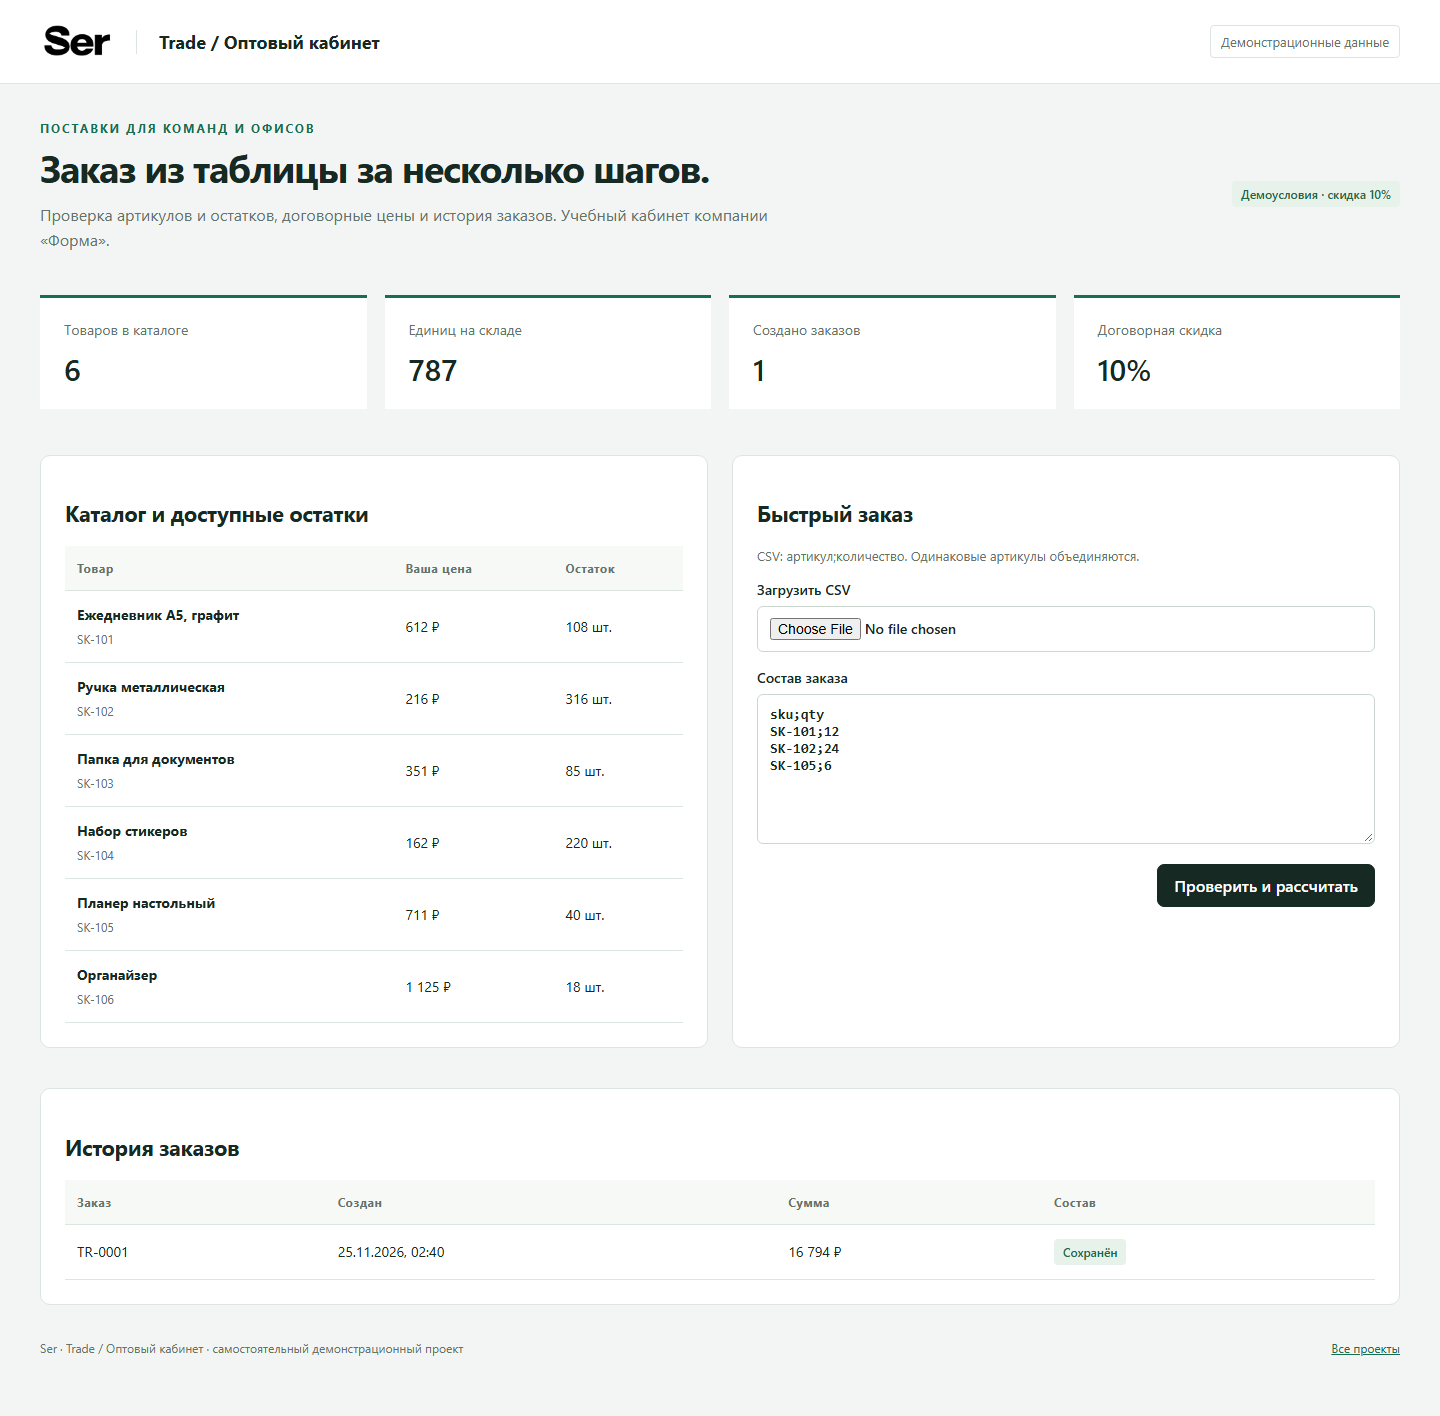 Ser
Trade / Оптовый кабинет
Демонстрационные данные
ПОСТАВКИ ДЛЯ КОМАНД И ОФИСОВ
Заказ из таблицы за несколько шагов.
Проверка артикулов и остатков, договорные цены и история заказов. Учебный кабинет компании
«Форма».
Демоусловия · скидка 10%
Товаров в каталоге
6
Единиц на складе
787
Создано заказов
1
Договорная скидка
10%
Каталог и доступные остатки
Товар Ваша цена Остаток
Ежедневник А5, графит
SK-101
612 ₽ 108 шт.
Ручка металлическая
SK-102
216 ₽ 316 шт.
Папка для документов
SK-103
351 ₽ 85 шт.
Набор стикеров
SK-104
162 ₽ 220 шт.
Планер настольный
SK-105
711 ₽ 40 шт.
Органайзер
SK-106
1 125 ₽ 18 шт.
Быстрый заказ
CSV: артикул;количество. Одинаковые артикулы объединяются.
Загрузить CSV
Choose File No file chosen
Состав заказа
sku;qty
SK-101;12
SK-102;24
SK-105;6
Проверить и рассчитать
История заказов
Заказ Создан Сумма Состав
TR-0001 25.11.2026, 02:40 16 794 ₽ Сохранён
Ser · Trade / Оптовый кабинет · самостоятельный демонстрационный проект
Все проекты